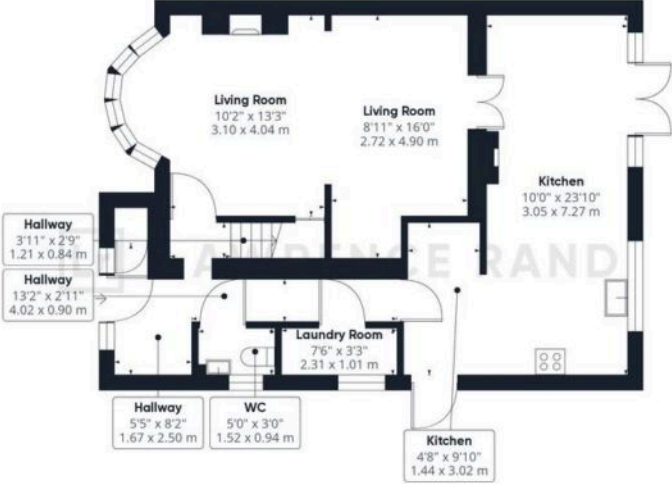 Living Room
10'2" x 13'3"
3.10 x 4.04 m
Living Room
8'11" x 16'0"
2.72 x 4.90 m
Kitchen
10'0" x 23'10"
3.05 x 7.27 m
Hallway
3'11" x 2'9"
1.21 x 0.84 m
Hallway
13'2" x 2'11"
4.02 x 0.90 m
RAND
Laundry Room
7'6" x 3'3"
2.31 x 1.01 m
Hallway
5'5" x 8'2"
1.67 x 2.50 m
WC
5'0" x 3'0"
1.52 x 0.94 m
Kitchen
4'8" x 9'10"
1.44 x 3.02 m